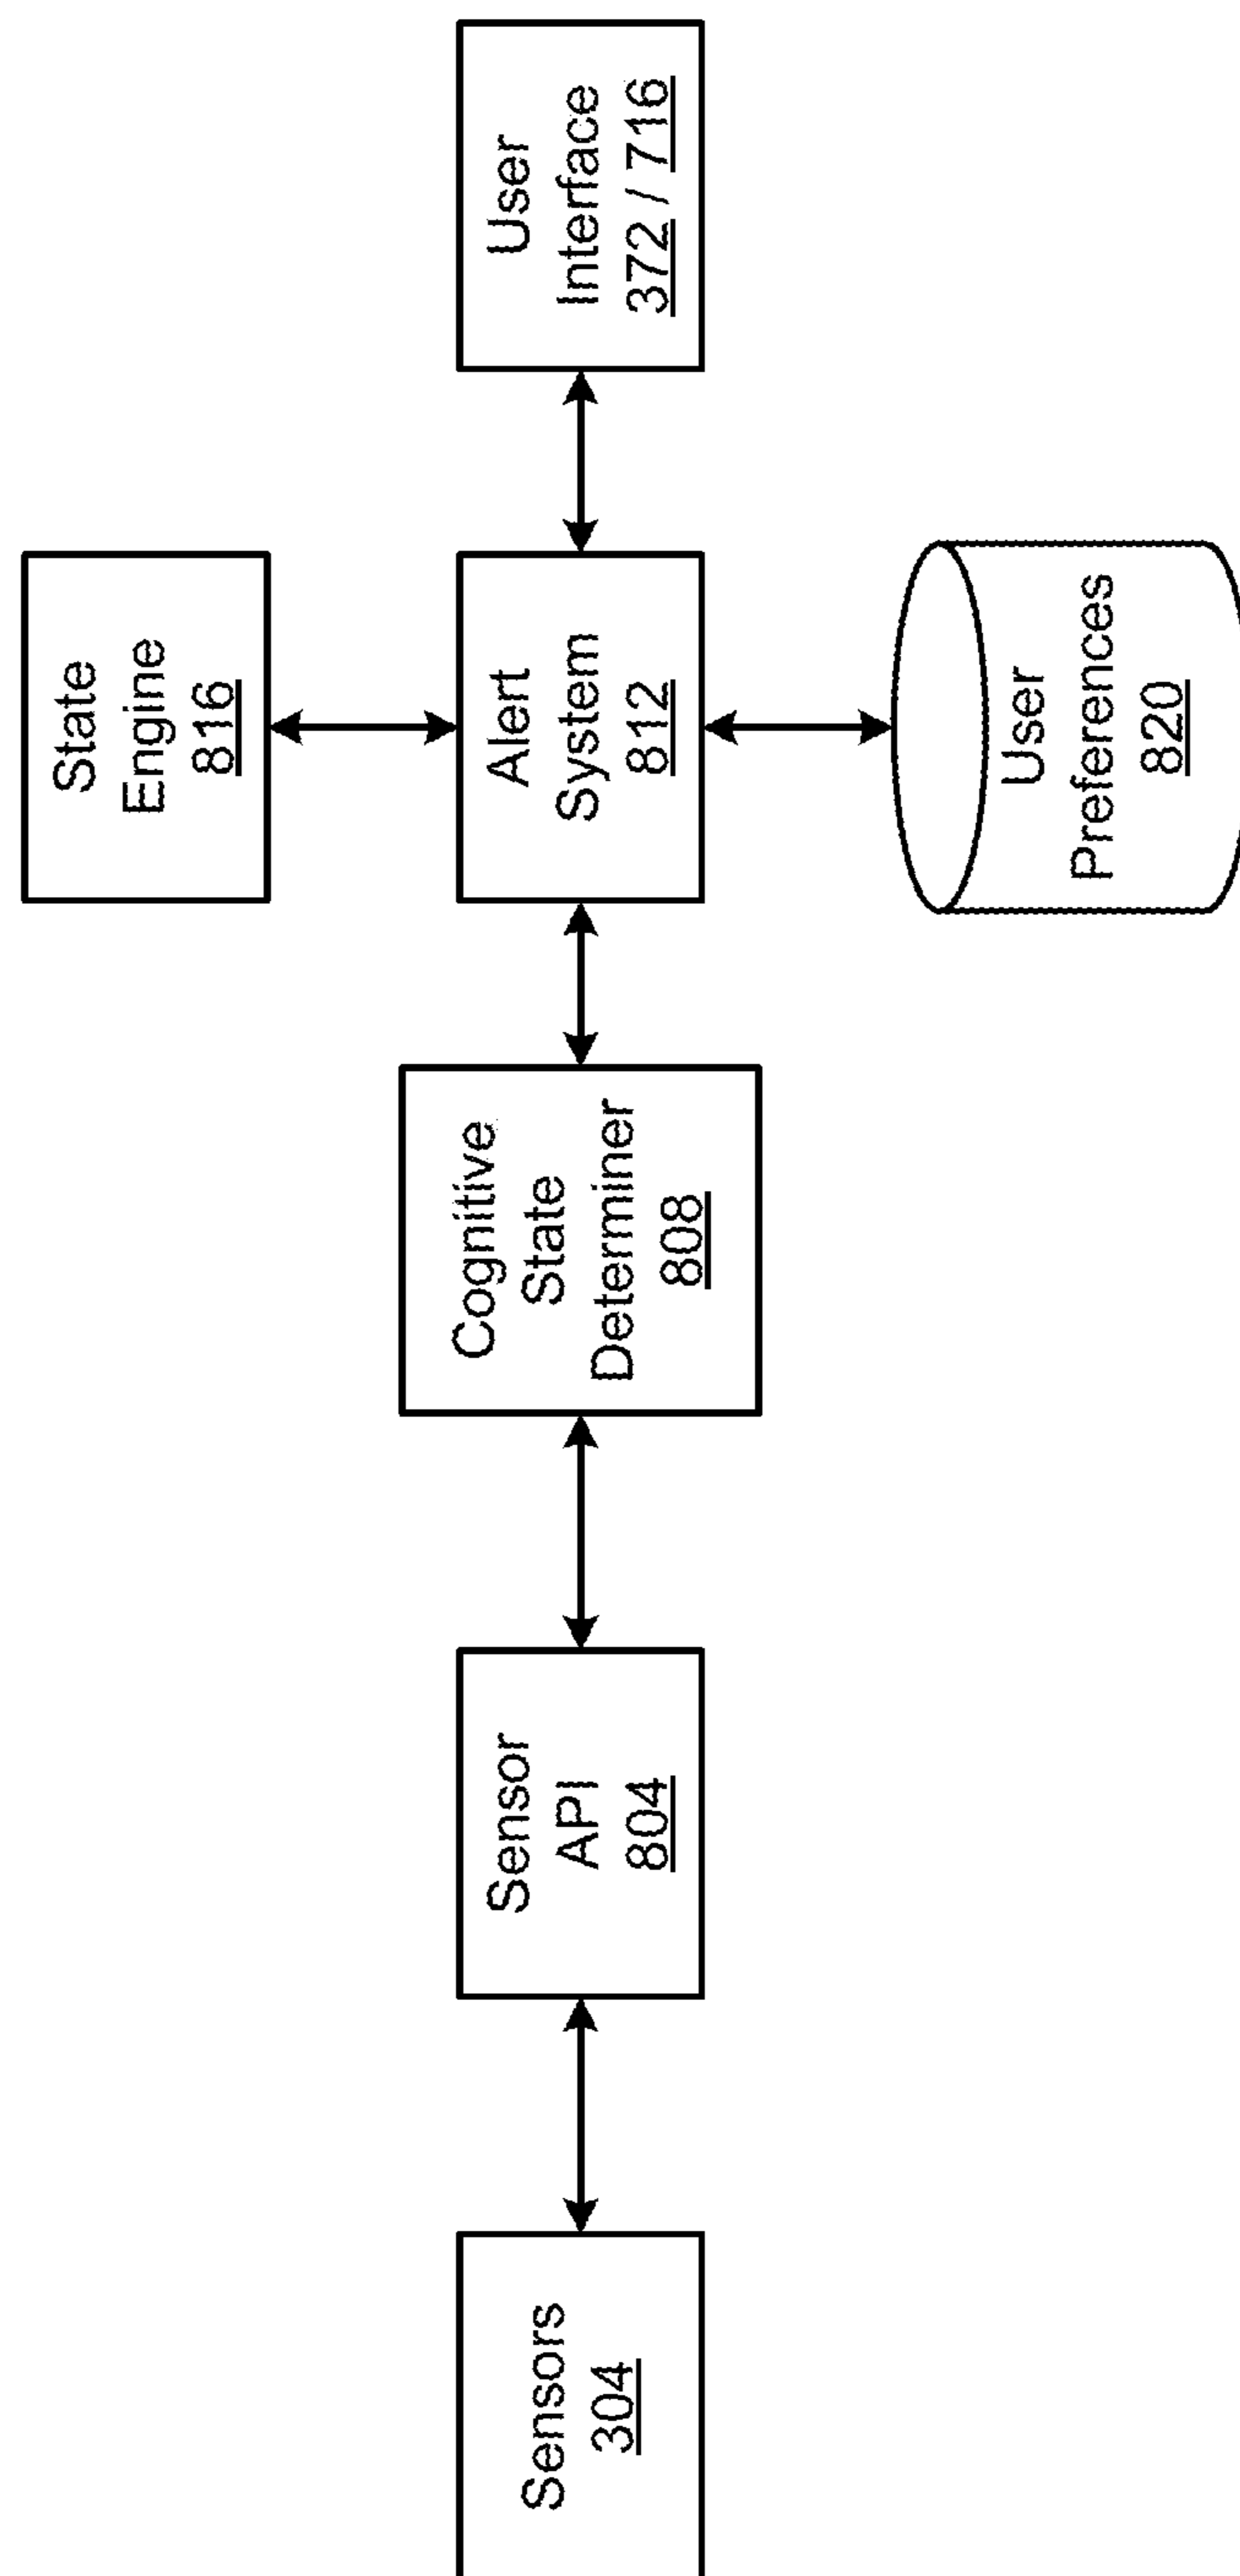 State
Engine
816
Sensors
304
Sensor
API
804
Cognitive
State
Determiner
808
Alert
System
812
User
Interface
372 / 716
User
Preferences
820